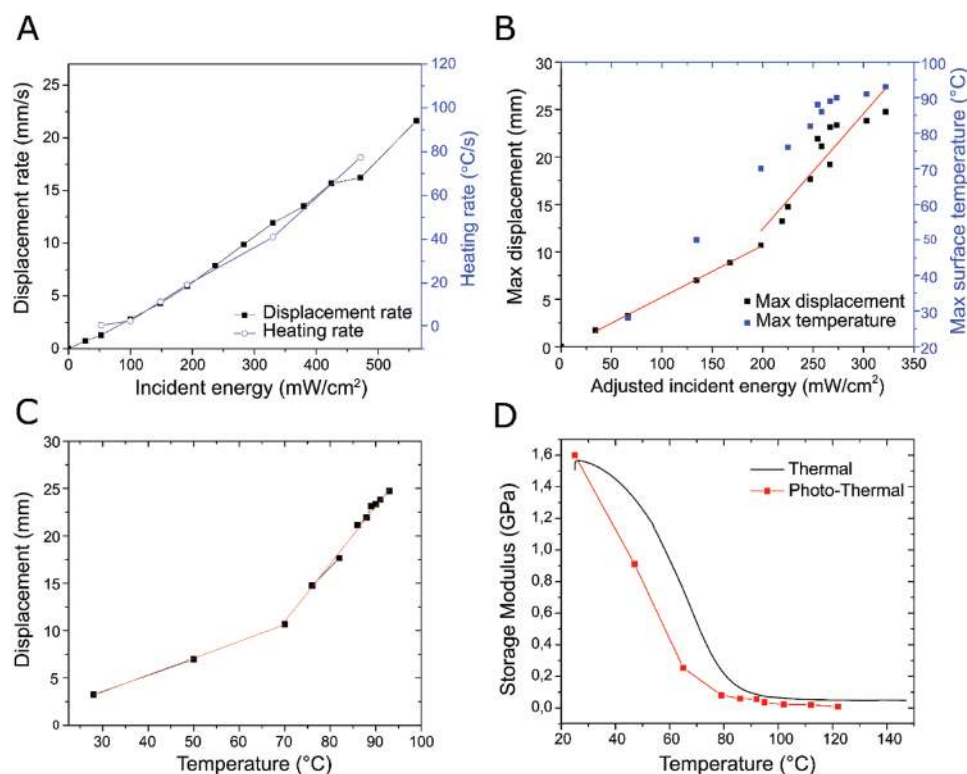 A
Displacement rate (mm/s)
25
20
15
10
5
0
0 100 200 300 400 500
Incident energy (mW/cm²)
120
100
80
60
40
20
0
Heating rate (°C/s)
Displacement rate
Heating rate
B
Max displacement (mm)
30
25
20
15
10
5
0
0 50 100 150 200 250 300 350
Adjusted incident energy (mW/cm²)
100
90
80
70
60
50
40
30
20
Max surface temperature (°C)
Max displacement
Max temperature
C
Displacement (mm)
30
25
20
15
10
5
0
30 40 50 60 70 80 90 100
Temperature (°C)
D
Storage Modulus (GPa)
1,6
1,4
1,2
1,0
0,8
0,6
0,4
0,2
0,0
20 40 60 80 100 120 140
Temperature (°C)
Thermal
Photo-Thermal